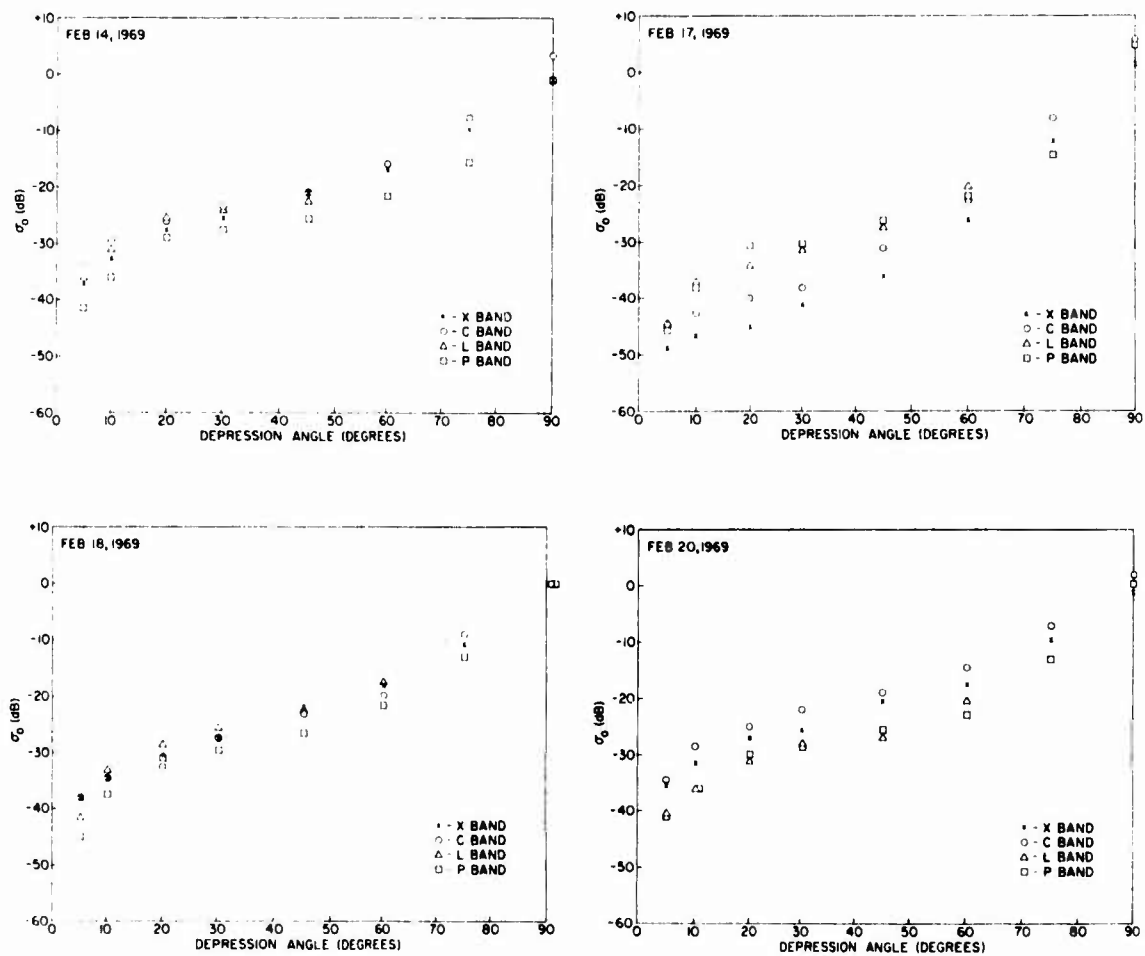 FEB 14, 1969
+10
0
-10
-20
-30
-40
-50
-60
σ₀ (dB)
• - X BAND
○ - C BAND
△ - L BAND
□ - P BAND
0 10 20 30 40 50 60 70 80 90
DEPRESSION ANGLE (DEGREES)
FEB 17, 1969
+10
0
-10
-20
-30
-40
-50
-60
σ₀ (dB)
• - X BAND
○ - C BAND
△ - L BAND
□ - P BAND
0 10 20 30 40 50 60 70 80 90
DEPRESSION ANGLE (DEGREES)
FEB 18, 1969
+10
0
-10
-20
-30
-40
-50
-60
σ₀ (dB)
• - X BAND
○ - C BAND
△ - L BAND
□ - P BAND
0 10 20 30 40 50 60 70 80 90
DEPRESSION ANGLE (DEGREES)
FEB 20, 1969
+10
0
-10
-20
-30
-40
-50
-60
σ₀ (dB)
• - X BAND
○ - C BAND
△ - L BAND
□ - P BAND
0 10 20 30 40 50 60 70 80 90
DEPRESSION ANGLE (DEGREES)